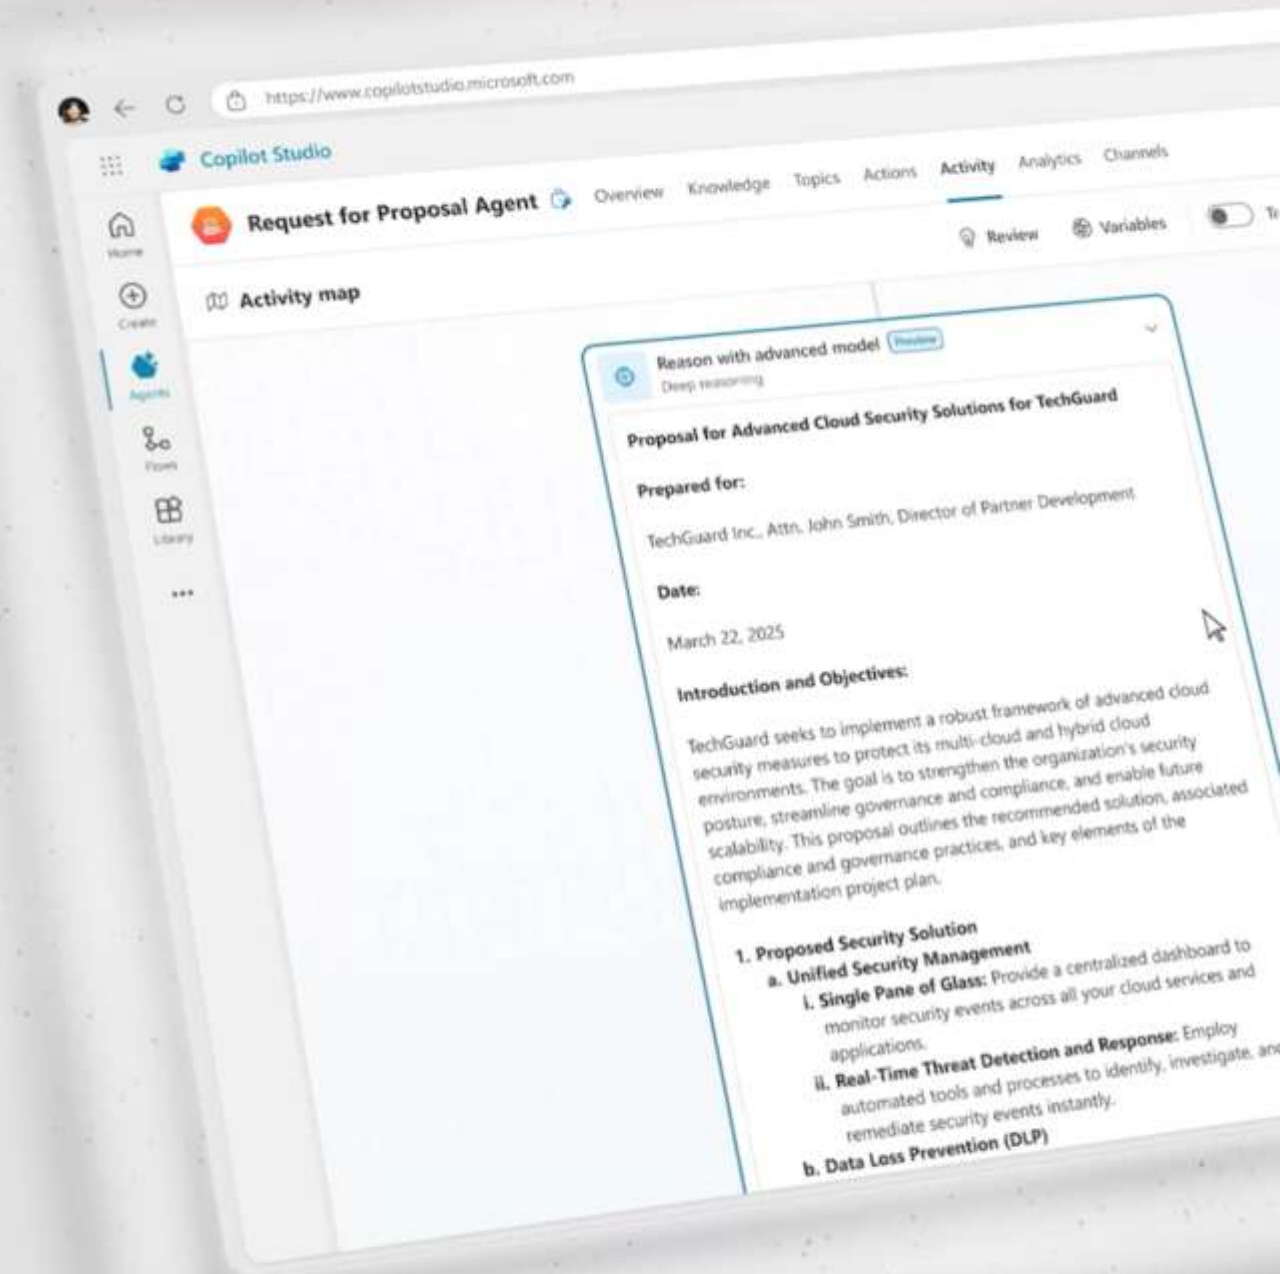 https://www.copilotstudio.microsoft.com
Copilot Studio
Request for Proposal Agent
Overview Knowledge Topics Actions Activity Analytics Channels
Home
Create
Agents
Flows
Library
Activity map
Review Variables
Reason with advanced model Preview
Deep reasoning
Proposal for Advanced Cloud Security Solutions for TechGuard
Prepared for:
TechGuard Inc., Attn. John Smith, Director of Partner Development
Date:
March 22, 2025
Introduction and Objectives:
TechGuard seeks to implement a robust framework of advanced cloud
security measures to protect its multi-cloud and hybrid cloud
environments. The goal is to strengthen the organization's security
posture, streamline governance and compliance, and enable future
scalability. This proposal outlines the recommended solution, associated
compliance and governance practices, and key elements of the
implementation project plan.
1. Proposed Security Solution
a. Unified Security Management
i. Single Pane of Glass: Provide a centralized dashboard to
monitor security events across all your cloud services and
applications.
ii. Real-Time Threat Detection and Response: Employ
automated tools and processes to identify, investigate, and
remediate security events instantly.
b. Data Loss Prevention (DLP)